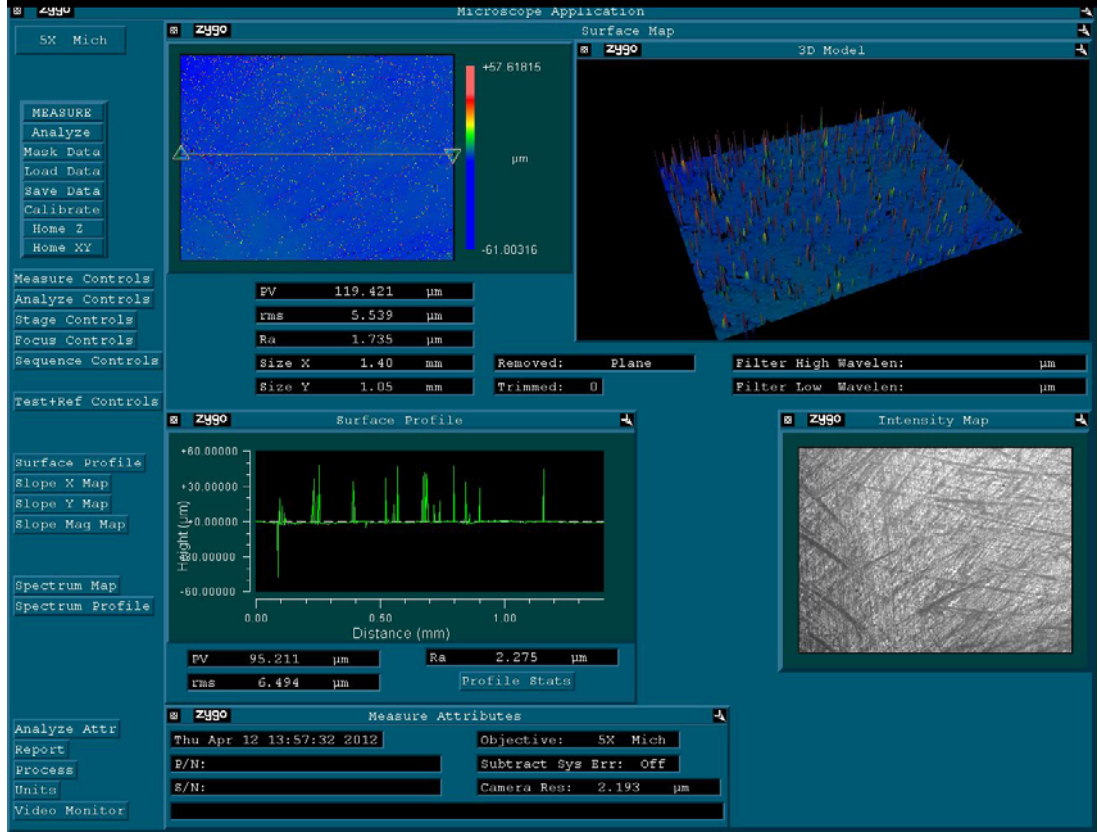 zygo Microscope Application
5X Mich
MEASURE
Analyze
Mask Data
Load Data
Save Data
Calibrate
Home Z
Home XY
Measure Controls
Analyze Controls
Stage Controls
Focus Controls
Sequence Controls
Test+Ref Controls
Surface Profile
Slope X Map
Slope Y Map
Slope Mag Map
Spectrum Map
Spectrum Profile
Analyze Attr
Report
Process
Units
Video Monitor
zygo Surface Map
+57.61815
µm
-61.80316
PV 119.421 µm
rms 5.539 µm
Ra 1.735 µm
Size X 1.40 mm
Size Y 1.05 mm
Removed: Plane
Trimmed: 0
Filter High Wavelen: µm
Filter Low Wavelen: µm
zygo 3D Model
zygo Surface Profile
+60.00000
+30.00000
+0.00000
-30.00000
-60.00000
Height (µm)
0.00 0.50 1.00
Distance (mm)
PV 95.211 µm
rms 6.494 µm
Ra 2.275 µm
Profile Stats
zygo Intensity Map
zygo Measure Attributes
Thu Apr 12 13:57:32 2012
P/N:
S/N:
Objective: 5X Mich
Subtract Sys Err: Off
Camera Res: 2.193 µm